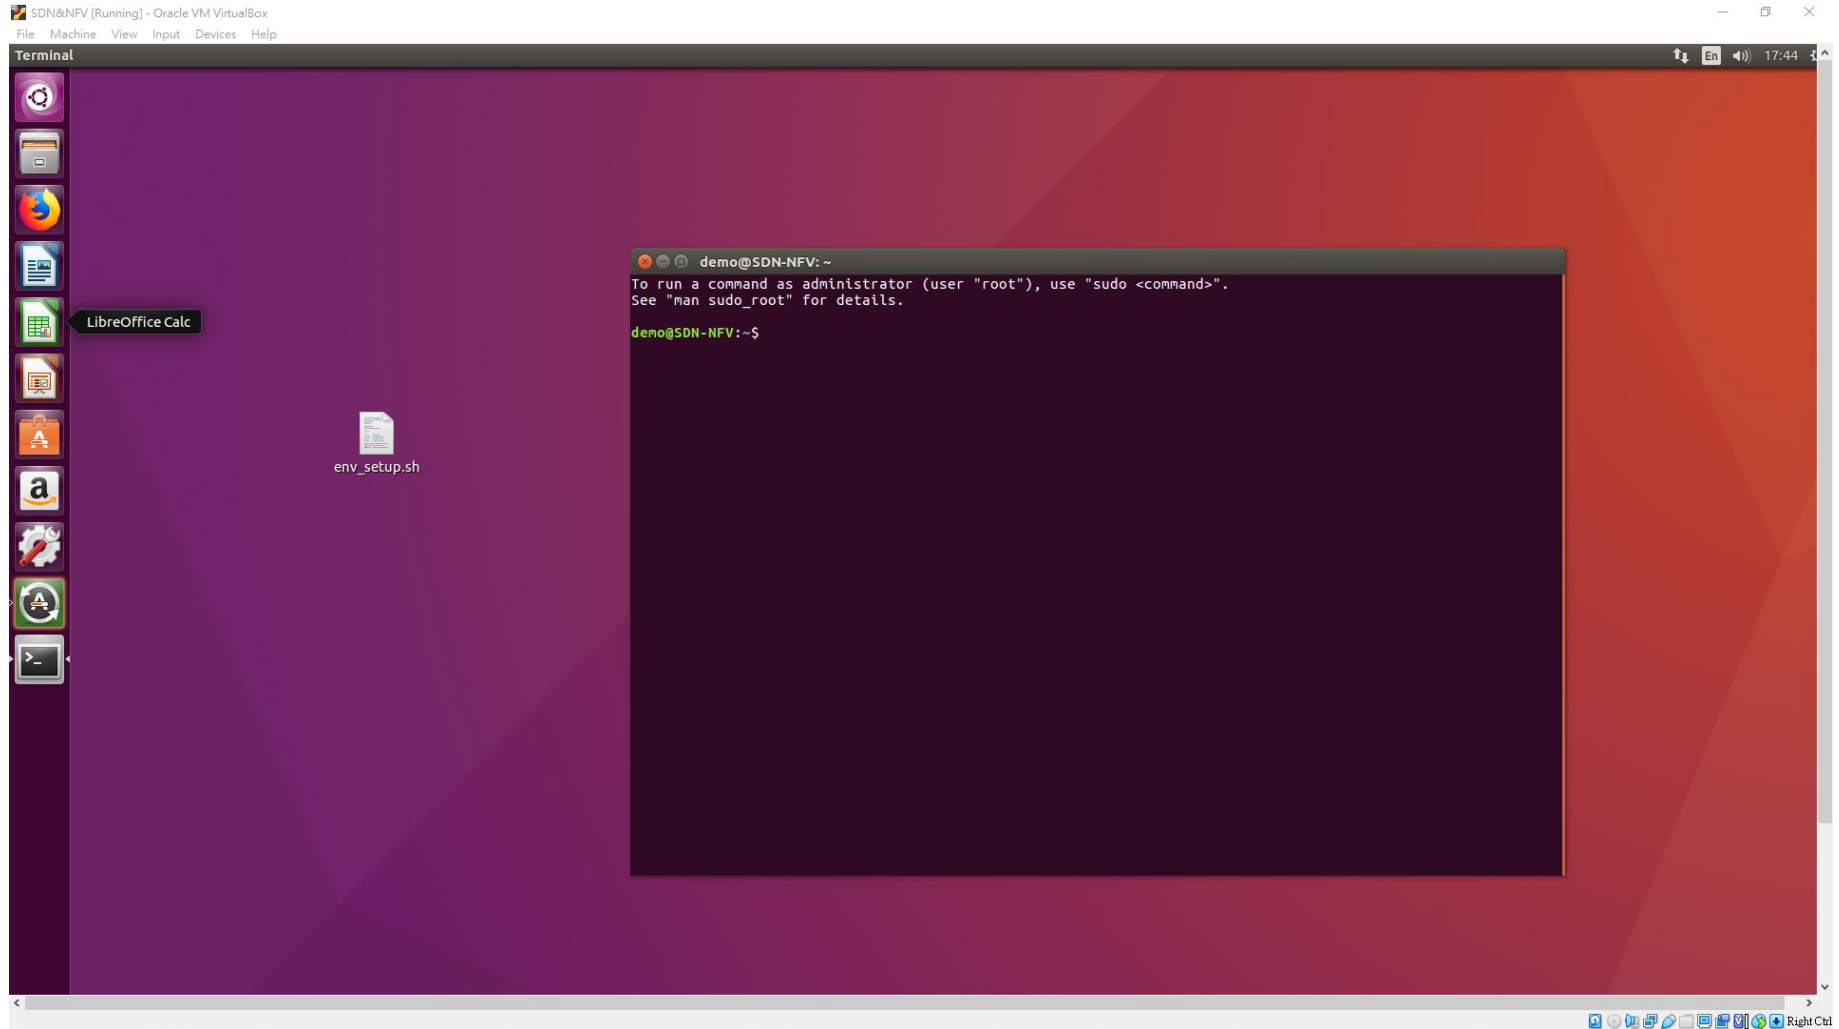 SDN&NFV [Running] - Oracle VM VirtualBox
File Machine View Input Devices Help
Terminal
En 17:44
demo@SDN-NFV: ~
To run a command as administrator (user "root"), use "sudo <command>".
See "man sudo_root" for details.
LibreOffice Calc
demo@SDN-NFV:~$
env_setup.sh
Right Ctrl